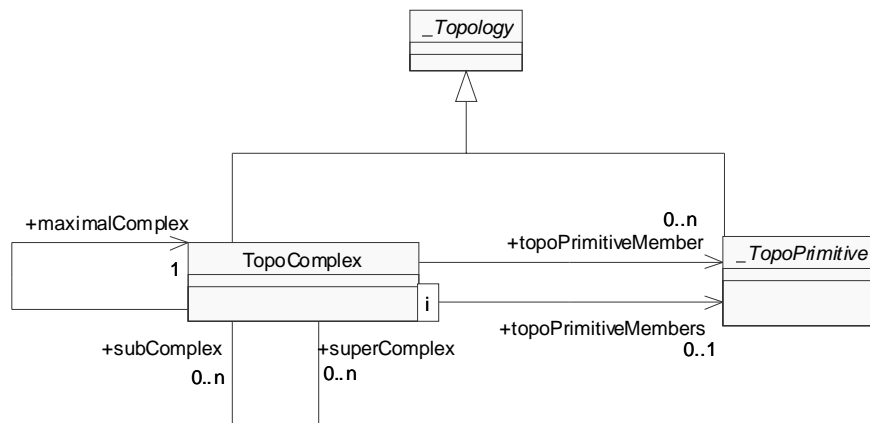 _Topology
+maximalComplex
1
TopoComplex
0..n
+topoPrimitiveMember
_TopoPrimitive
i
+topoPrimitiveMembers
0..1
+subComplex
0..n
+superComplex
0..n